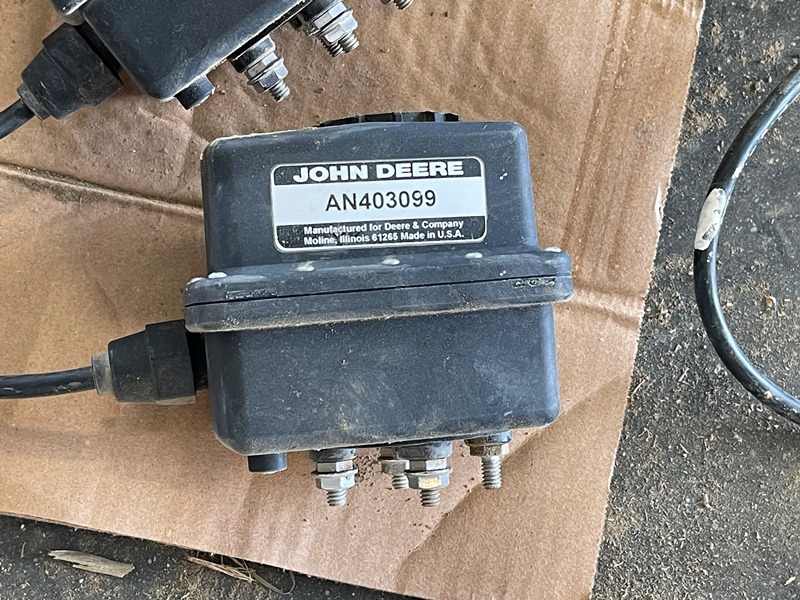 JOHN DEERE
AN403099
Manufactured for Deere & Company
Moline, Illinois 61265 Made in U.S.A.